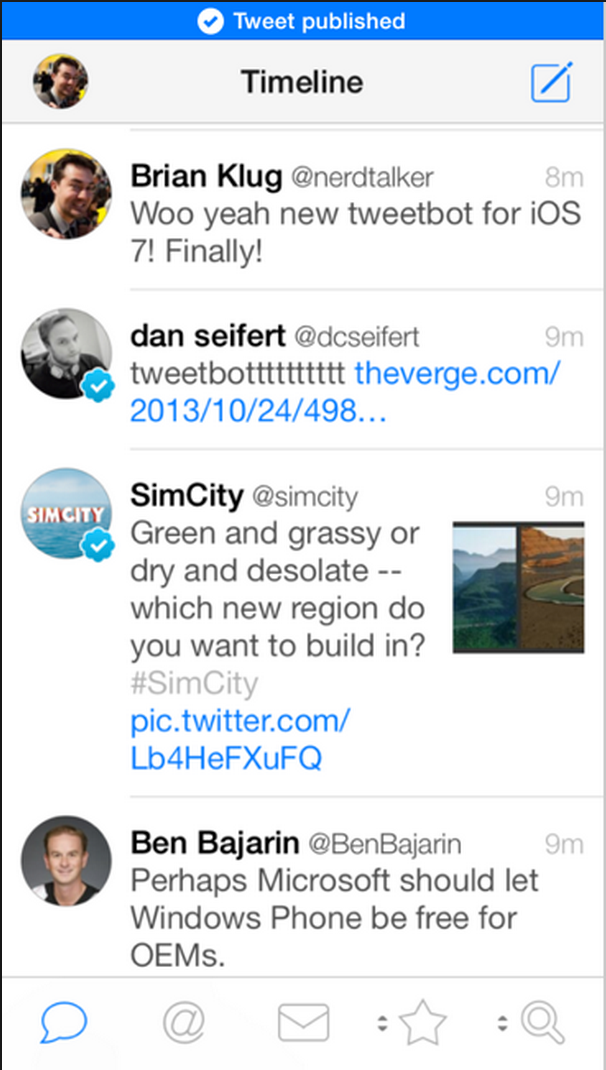 Tweet published
Timeline
Brian Klug @nerdtalker 8m
Woo yeah new tweetbot for iOS
7! Finally!
dan seifert @dcseifert 9m
tweetbotttttttttt theverge.com/
2013/10/24/498…
SIMCITY
SimCity @simcity 9m
Green and grassy or
dry and desolate --
which new region do
you want to build in?
#SimCity
pic.twitter.com/
Lb4HeFXuFQ
Ben Bajarin @BenBajarin 9m
Perhaps Microsoft should let
Windows Phone be free for
OEMs.
@